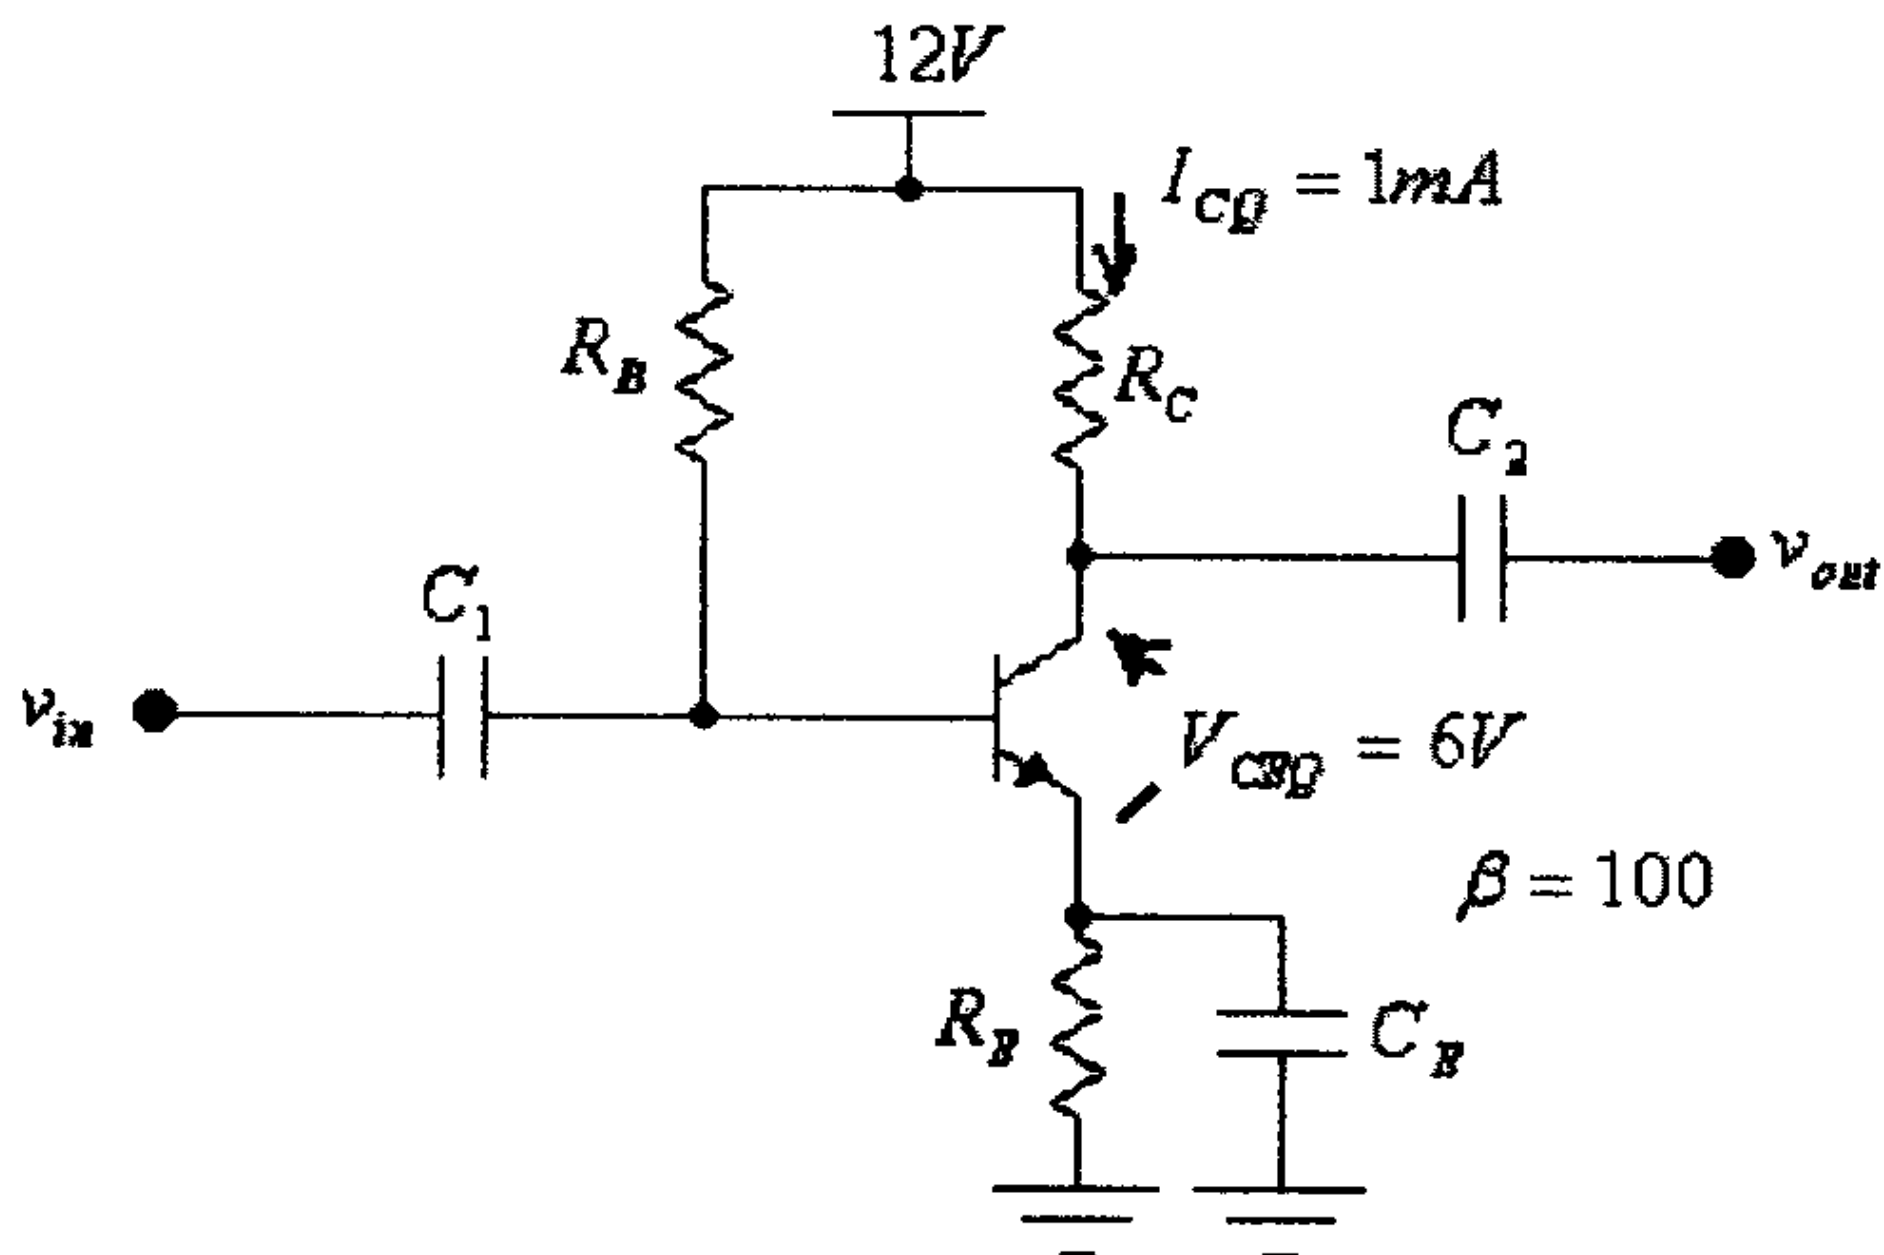 12V
I_CQ = 1mA
R_B
R_C
C_2
v_out
C_1
v_in
V_CEQ = 6V
β = 100
R_E
C_E